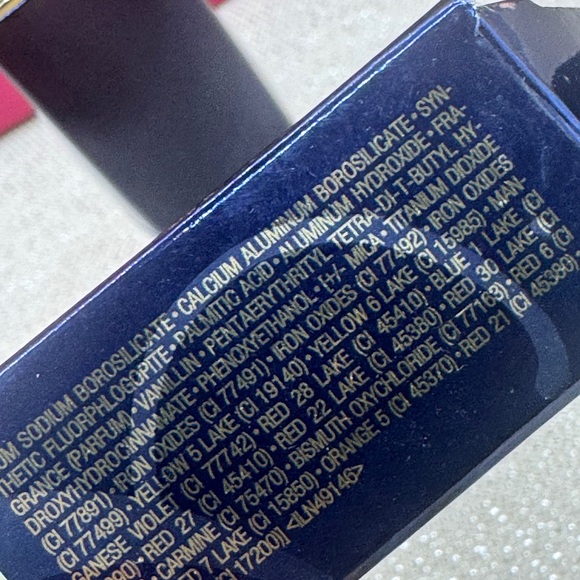 UM SODIUM BOROSILICATE • CALCIUM ALUMINUM BOROSILICATE • SYN-
THETIC FLUORPHLOGOPITE • PALMITIC ACID • ALUMINUM HYDROXIDE • FRA-
GRANCE (PARFUM) • VANILLIN • PENTAERYTHRITYL TETRA-DI-T-BUTYL HY-
DROXYHYDROCINNAMATE • PHENOXYETHANOL • [+/- MICA • TITANIUM DIOXIDE
(CI 77891) • IRON OXIDES (CI 77491) • IRON OXIDES (CI 77492) • IRON OXIDES
(CI 77499) • YELLOW 5 LAKE (CI 19140) • YELLOW 6 LAKE (CI 15985) • MAN-
GANESE VIOLET (CI 77742) • RED 28 LAKE (CI 45410) • BLUE 1 LAKE (CI
090) • RED 27 (CI 45410) • RED 22 LAKE (CI 45380) • RED 30 LAKE (CI
• CARMINE (CI 75470) • BISMUTH OXYCHLORIDE (CI 77163) • RED 6 (CI
RED 7 LAKE (CI 15850) • ORANGE 5 (CI 45370) • RED 21 (CI 45380)
17200)] <ILN49146>